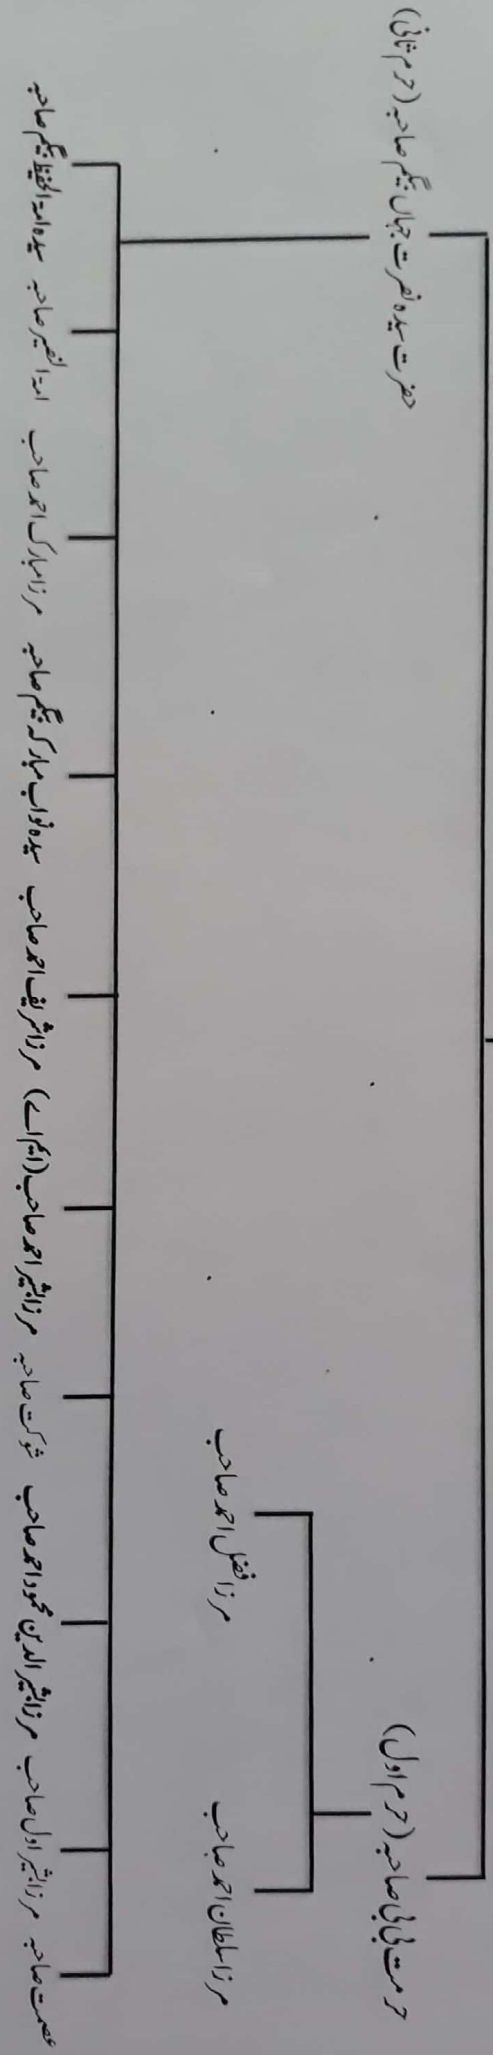 حرمت بی بی صاحبہ (حرم اول)
حضرت سیدہ نصرت جہاں بیگم صاحبہ (حرم ثانی)
مرزا سلطان احمد صاحب
مرزا فضل احمد صاحب
عصمت صاحبہ
مرزا بشیر اول صاحب
مرزا بشیر الدین محمود احمد صاحب
شوکت صاحبہ
مرزا بشیر احمد صاحب (ایم اے)
مرزا شریف احمد صاحب
سیدہ نواب مبارکہ بیگم صاحبہ
مرزا مبارک احمد صاحب
امۃ النصیر صاحبہ
سیدہ امۃ الحفیظ بیگم صاحبہ